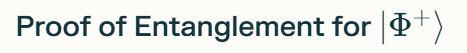 Proof of Entanglement for |Φ⁺⟩